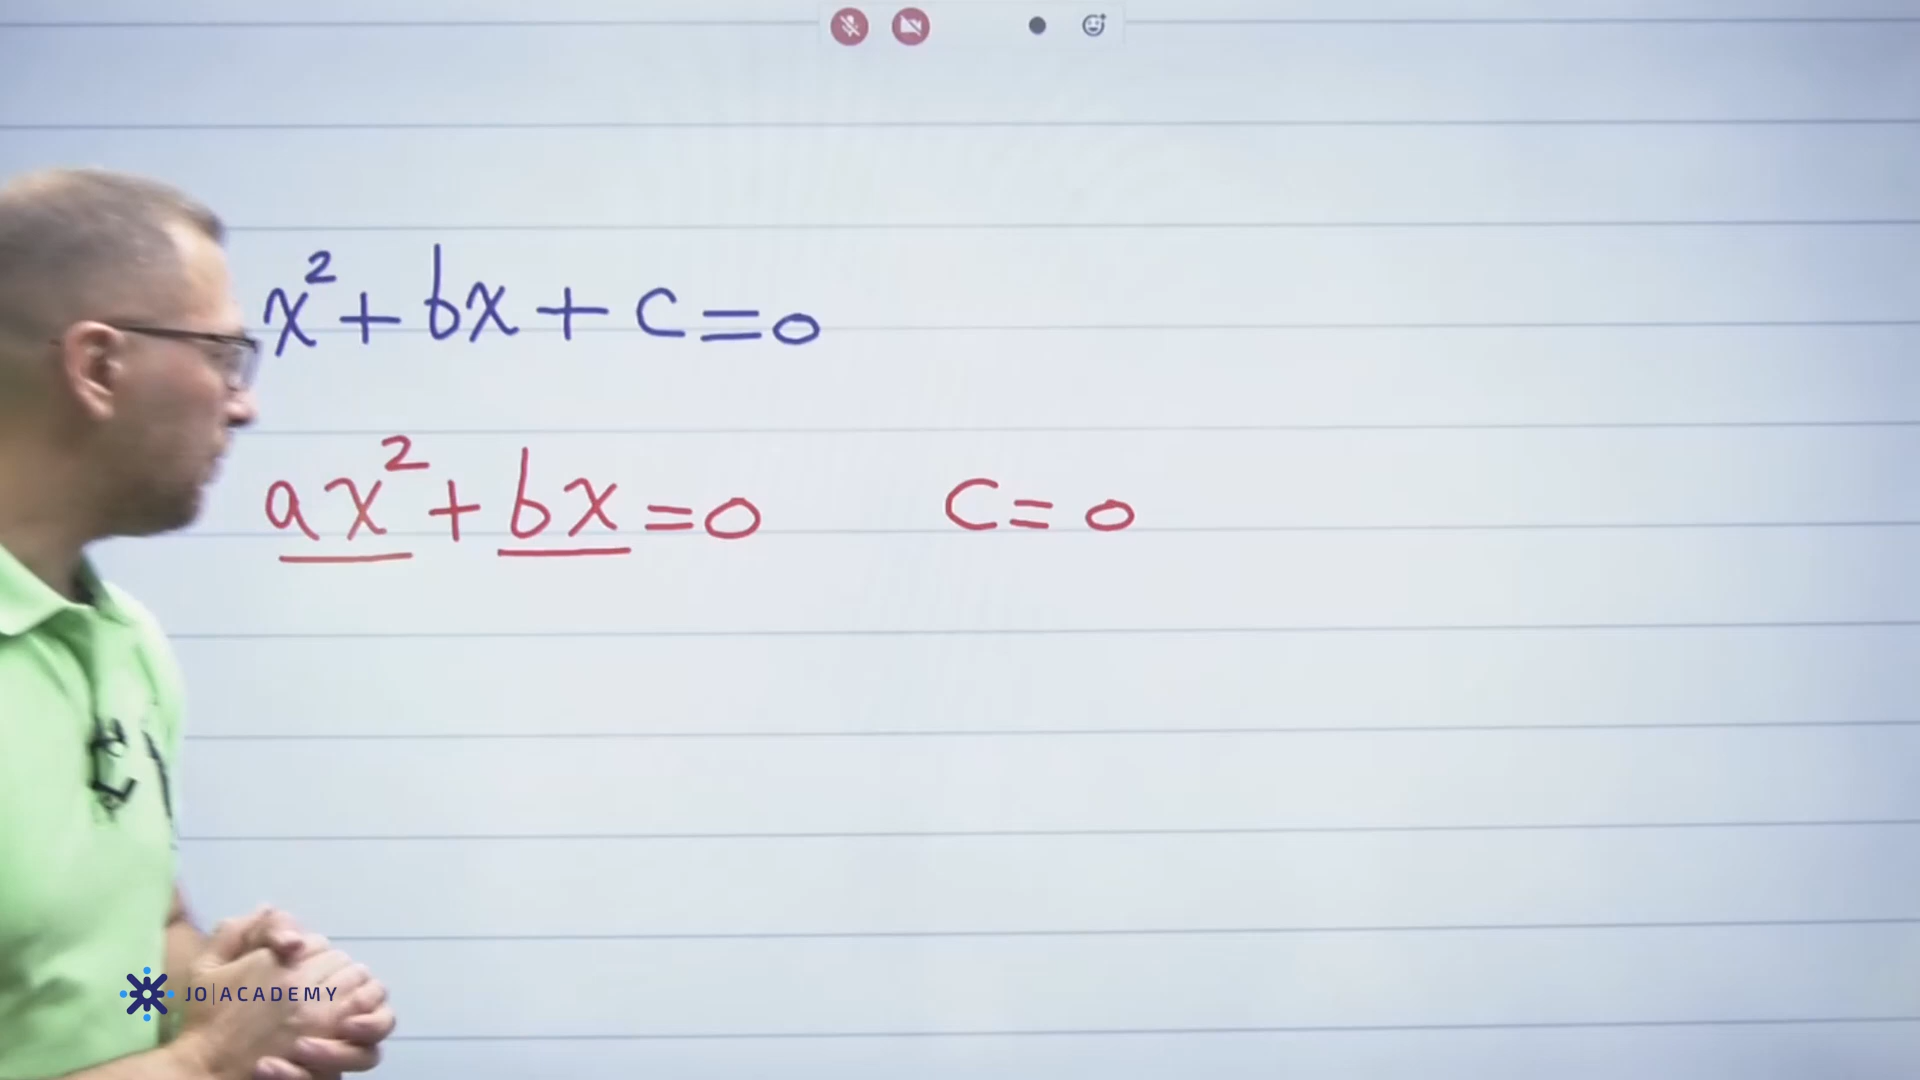 x² + bx + c = 0
ax² + bx = 0 c = 0
JO|ACADEMY